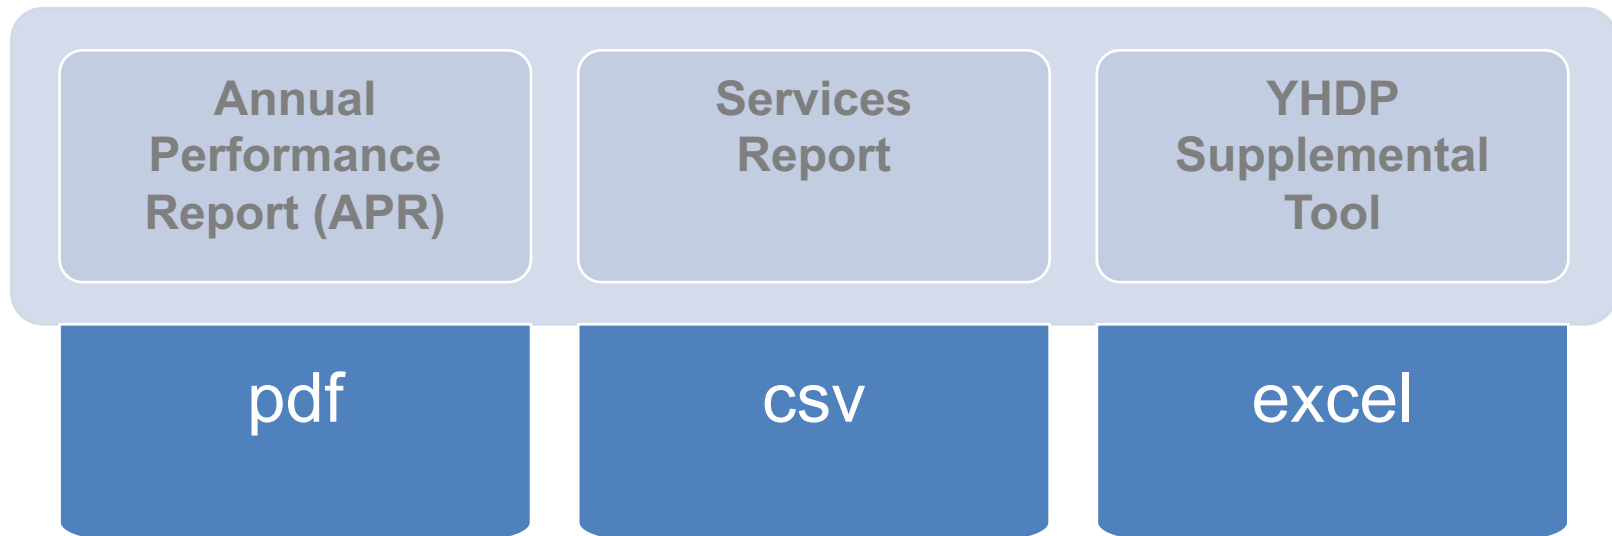 Annual
Performance
Report (APR)
Services
Report
YHDP
Supplemental
Tool
pdf
csv
excel